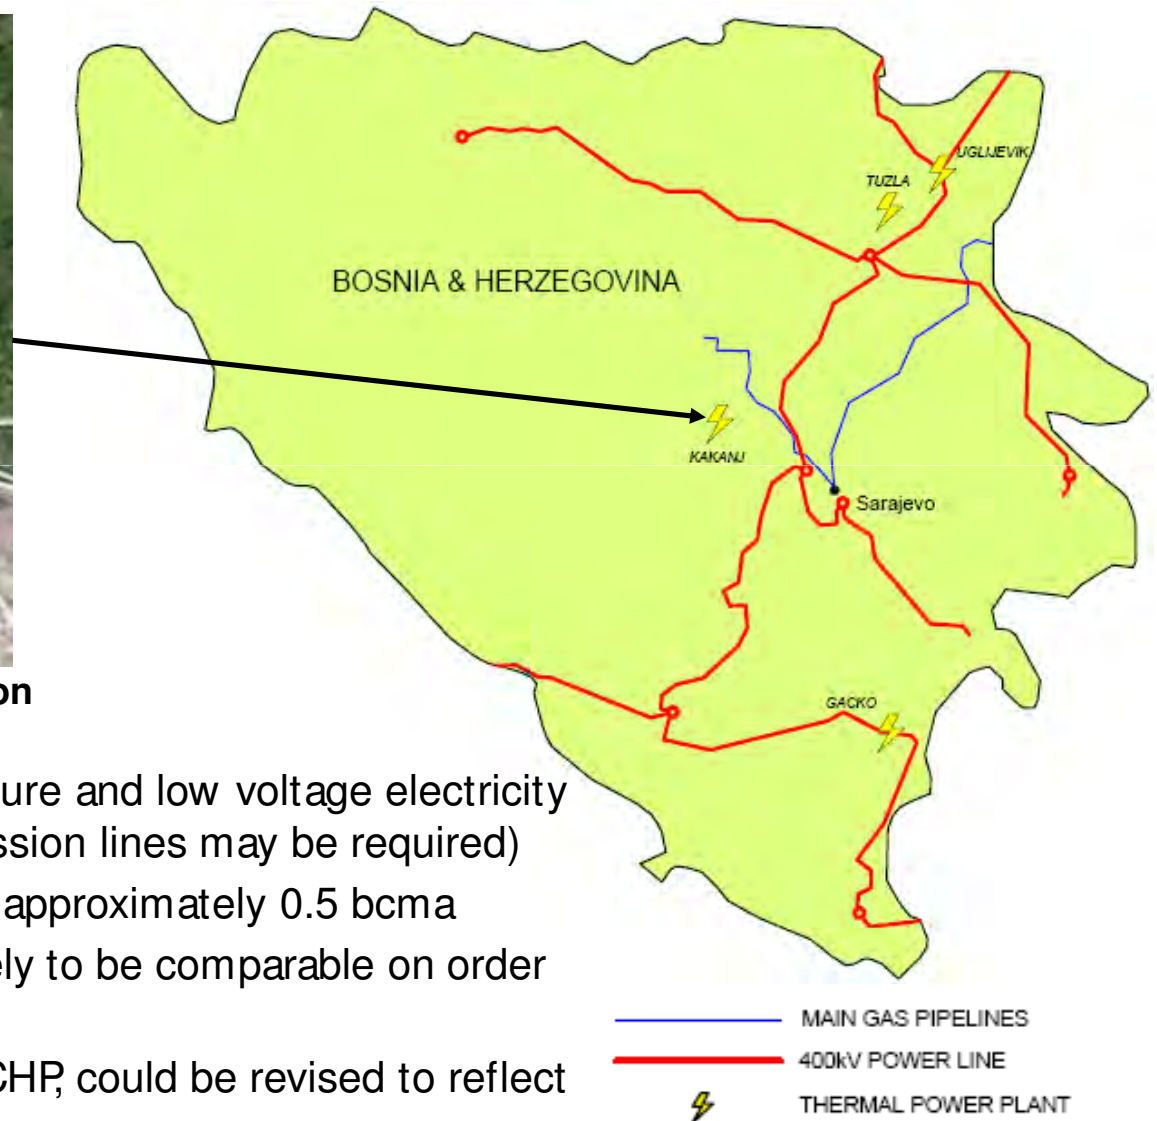 UGLIJEVIK
TUZLA
BOSNIA & HERZEGOVINA
KAKANJ
Sarajevo
GACKO
on
ure and low voltage electricity
ssion lines may be required)
approximately 0.5 bcma
ely to be comparable on order
CHP, could be revised to reflect
MAIN GAS PIPELINES
400kV POWER LINE
THERMAL POWER PLANT